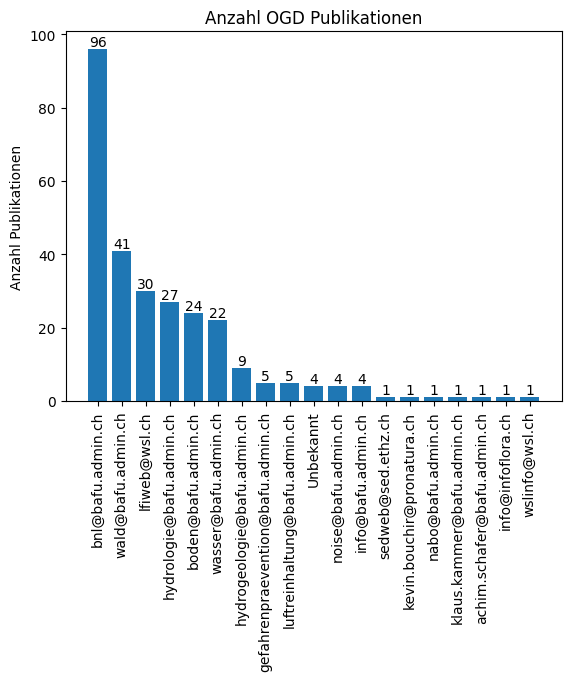 Anzahl OGD Publikationen
Anzahl Publikationen
100
80
60
40
20
0
96
41
30
27
24
22
9
5
5
4
4
4
1
1
1
1
1
1
1
bnl@bafu.admin.ch
wald@bafu.admin.ch
lfiweb@wsl.ch
hydrologie@bafu.admin.ch
boden@bafu.admin.ch
wasser@bafu.admin.ch
hydrogeologie@bafu.admin.ch
gefahrenpraevention@bafu.admin.ch
luftreinhaltung@bafu.admin.ch
Unbekannt
noise@bafu.admin.ch
info@bafu.admin.ch
sedweb@sed.ethz.ch
kevin.bouchir@pronatura.ch
nabo@bafu.admin.ch
klaus.kammer@bafu.admin.ch
achim.schafer@bafu.admin.ch
info@infoflora.ch
wslinfo@wsl.ch